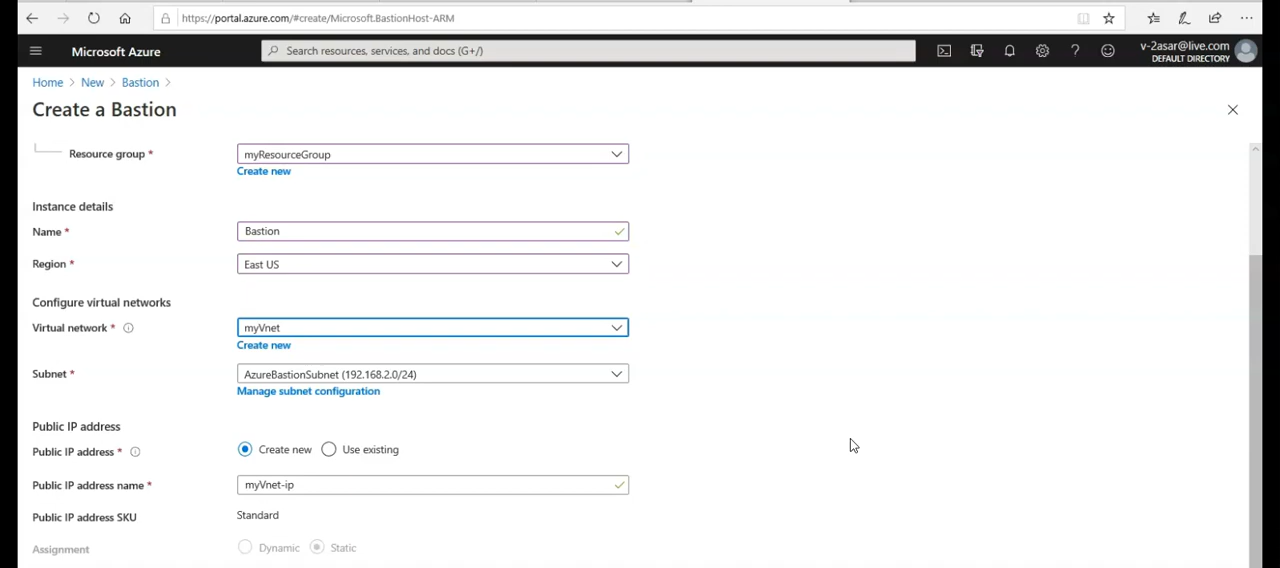 https://portal.azure.com/#create/Microsoft.BastionHost-ARM
Microsoft Azure
Search resources, services, and docs (G+/)
v-2asar@live.com
DEFAULT DIRECTORY
Home > New > Bastion >
Create a Bastion
Resource group * myResourceGroup
Create new
Instance details
Name * Bastion
Region * East US
Configure virtual networks
Virtual network * myVnet
Create new
Subnet * AzureBastionSubnet (192.168.2.0/24)
Manage subnet configuration
Public IP address
Public IP address * Create new Use existing
Public IP address name * myVnet-ip
Public IP address SKU Standard
Assignment Dynamic Static